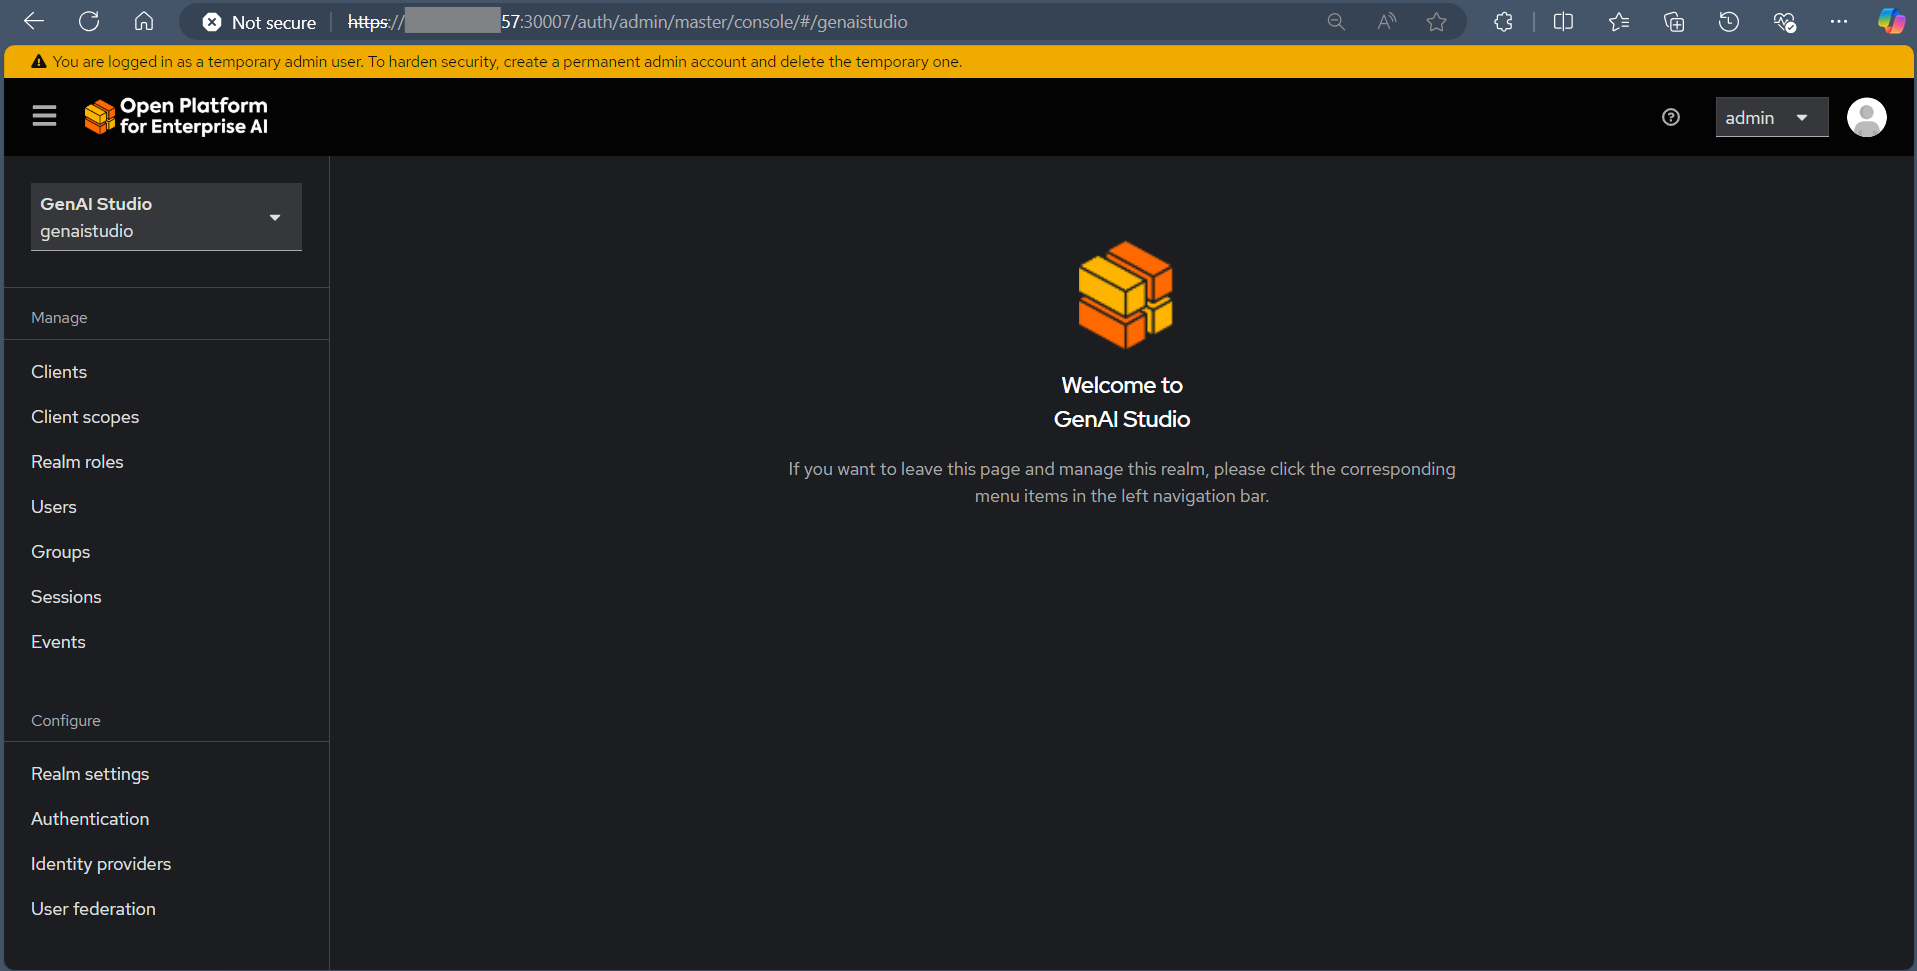 Not secure https:// 57:30007/auth/admin/master/console/#/genaistudio
You are logged in as a temporary admin user. To harden security, create a permanent admin account and delete the temporary one.
Open Platform
for Enterprise AI
admin
GenAI Studio
genaistudio
Manage
Clients
Client scopes
Realm roles
Users
Groups
Sessions
Events
Configure
Realm settings
Authentication
Identity providers
User federation
Welcome to
GenAI Studio
If you want to leave this page and manage this realm, please click the corresponding
menu items in the left navigation bar.